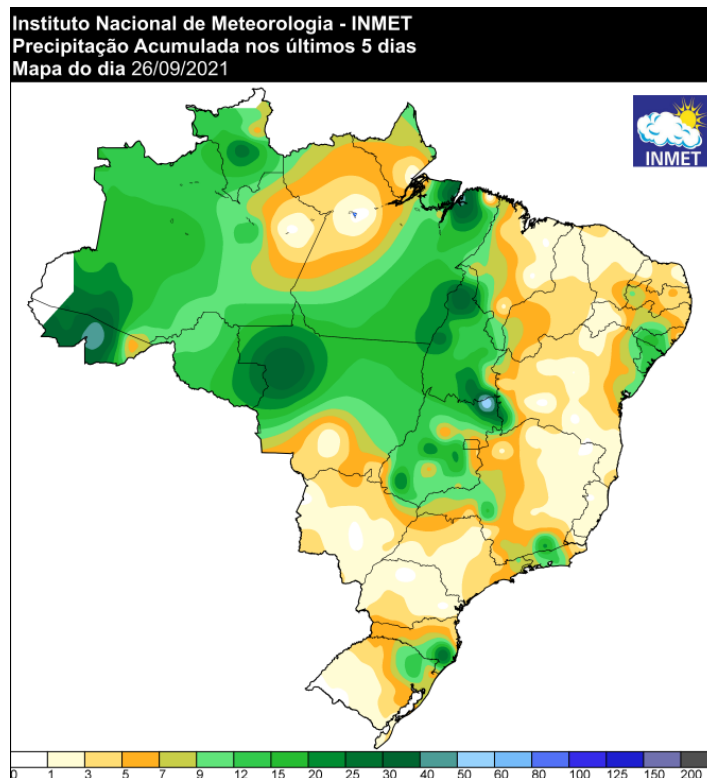 Instituto Nacional de Meteorologia - INMET
Precipitação Acumulada nos últimos 5 dias
Mapa do dia 26/09/2021
INMET
0 1 3 5 7 9 12 15 20 25 30 40 50 60 80 100 125 150 200